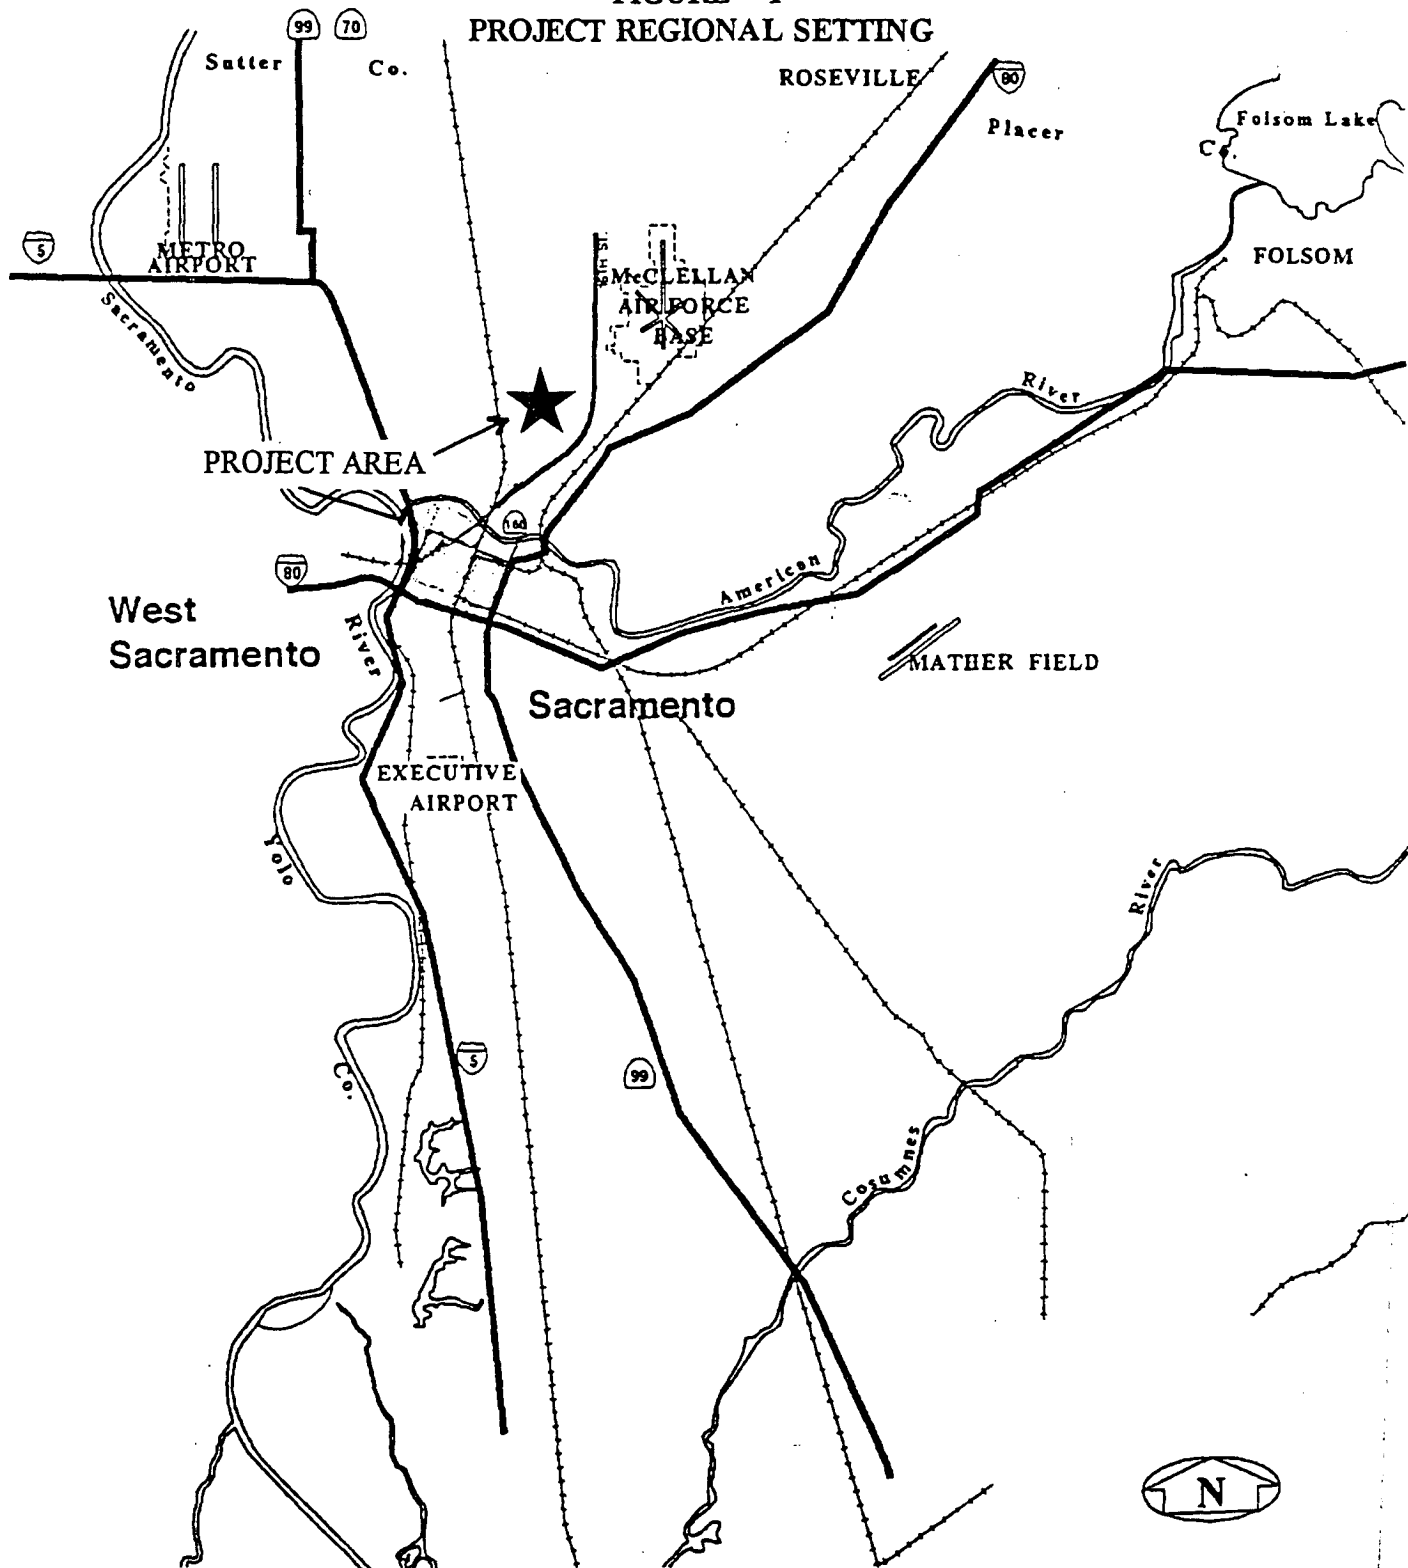 PROJECT REGIONAL SETTING
99 70
Sutter Co.
ROSEVILLE
80
Placer
Co.
Folsom Lake
5
METRO
AIRPORT
FOLSOM
McCLELLAN
AIR FORCE
BASE
Sacramento
River
PROJECT AREA
160
80
American
West
Sacramento
River
MATHER FIELD
Sacramento
EXECUTIVE
AIRPORT
Yolo
River
Co.
5
99
Cosumnes
N